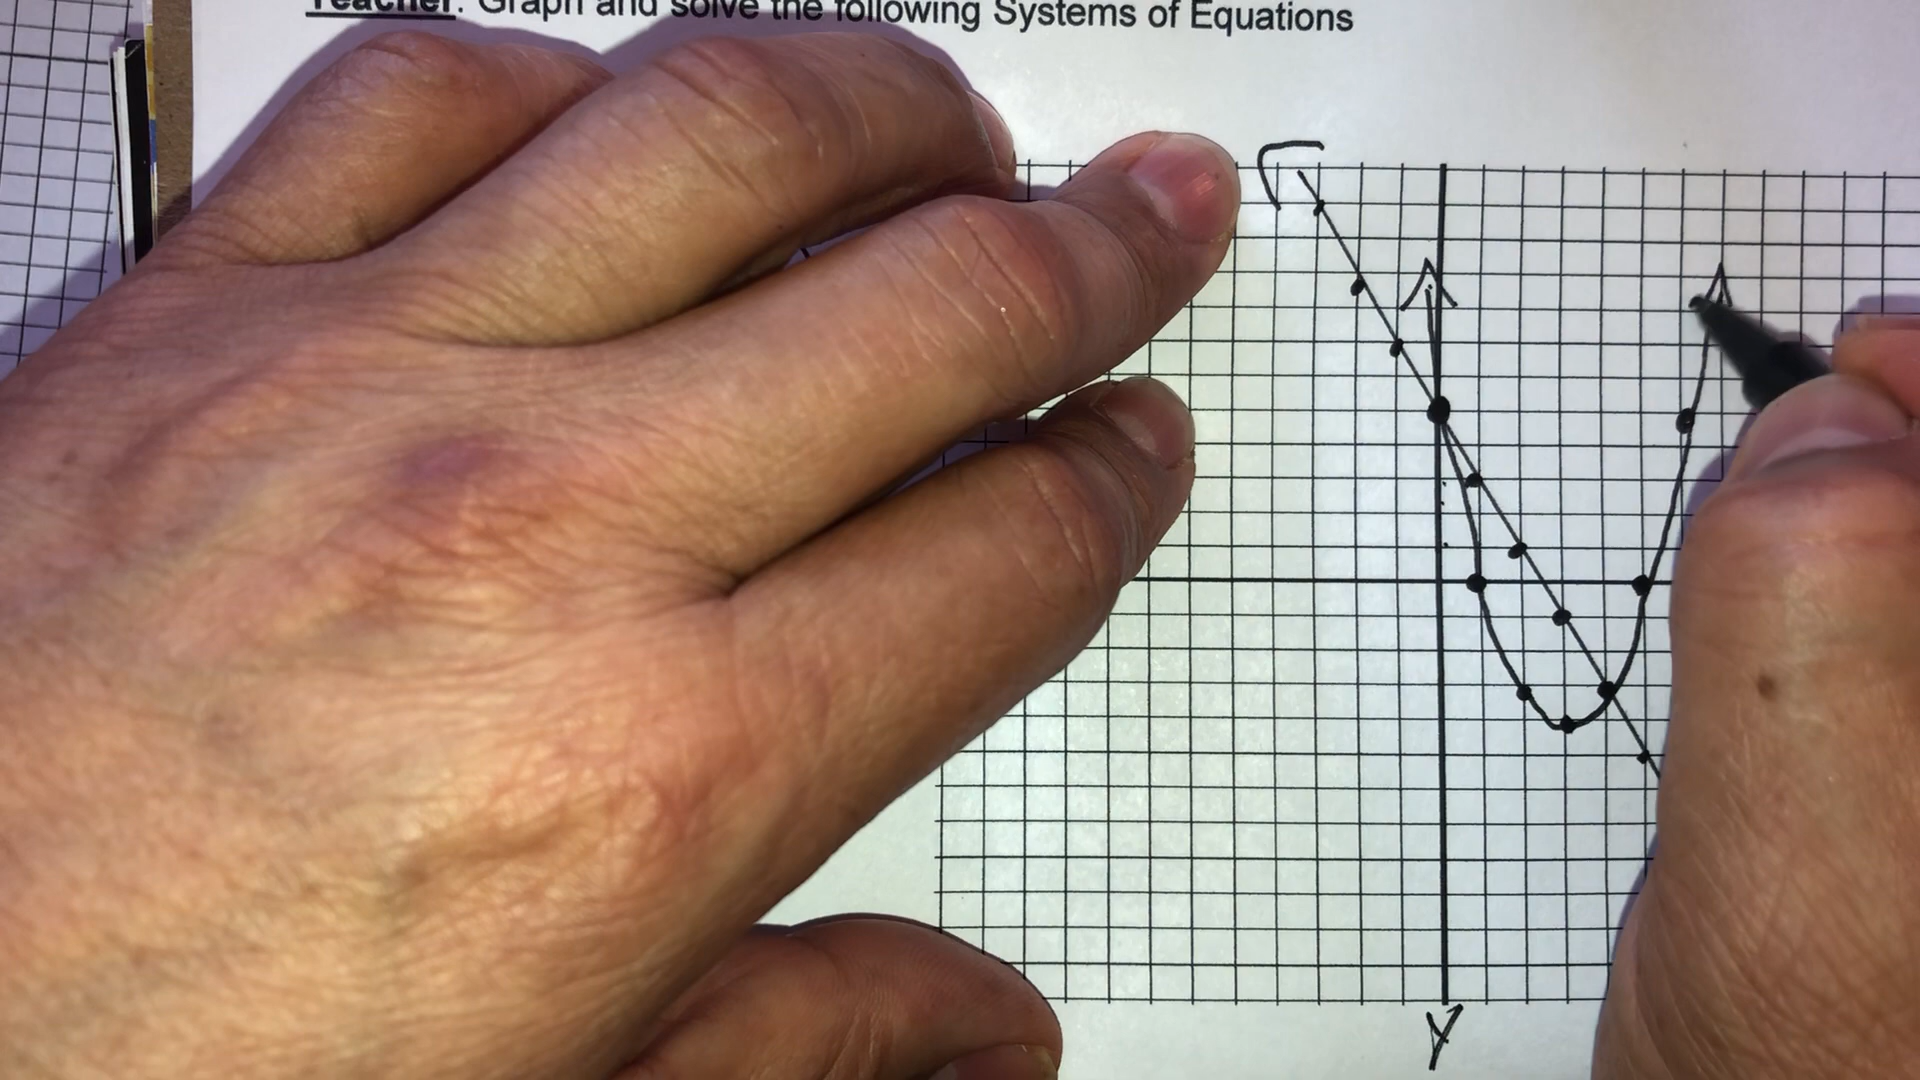 Teacher: Graph and solve the following Systems of Equations
Y